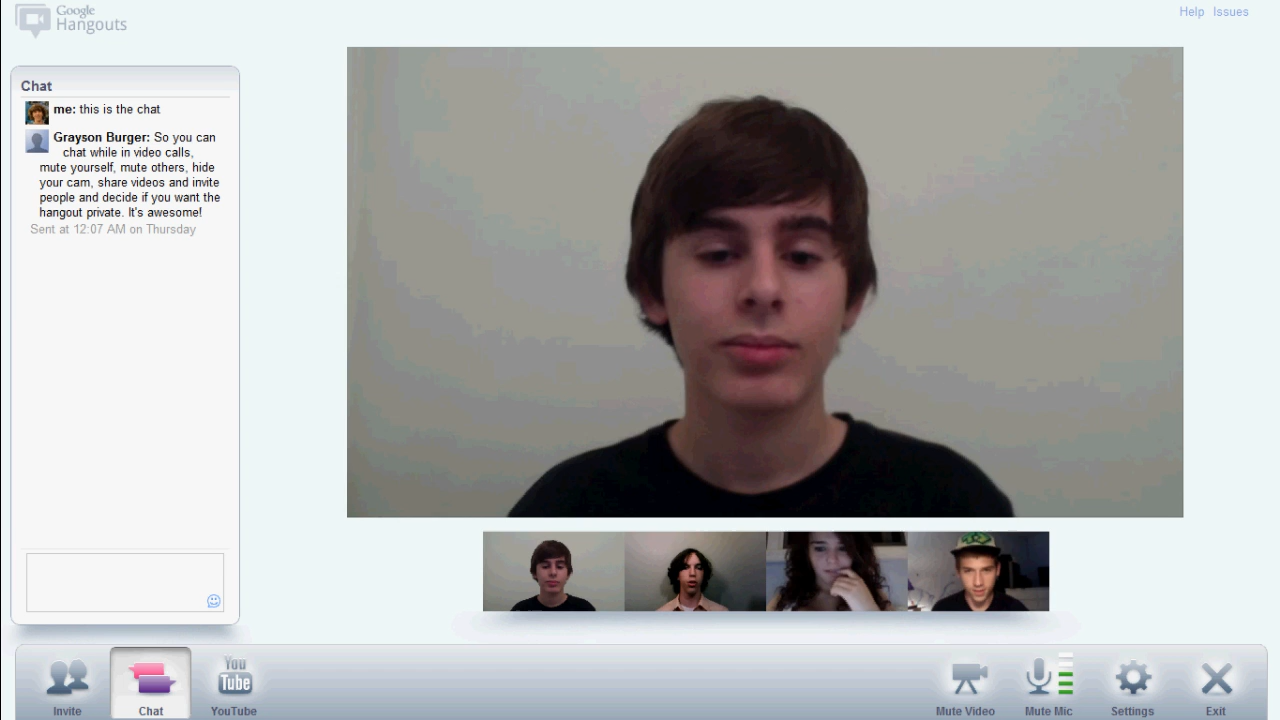 Google
Hangouts
Help Issues
Chat
me: this is the chat
Grayson Burger: So you can
chat while in video calls,
mute yourself, mute others, hide
your cam, share videos and invite
people and decide if you want the
hangout private. It's awesome!
Sent at 12:07 AM on Thursday
You
Tube
Invite
Chat
YouTube
Mute Video
Mute Mic
Settings
Exit